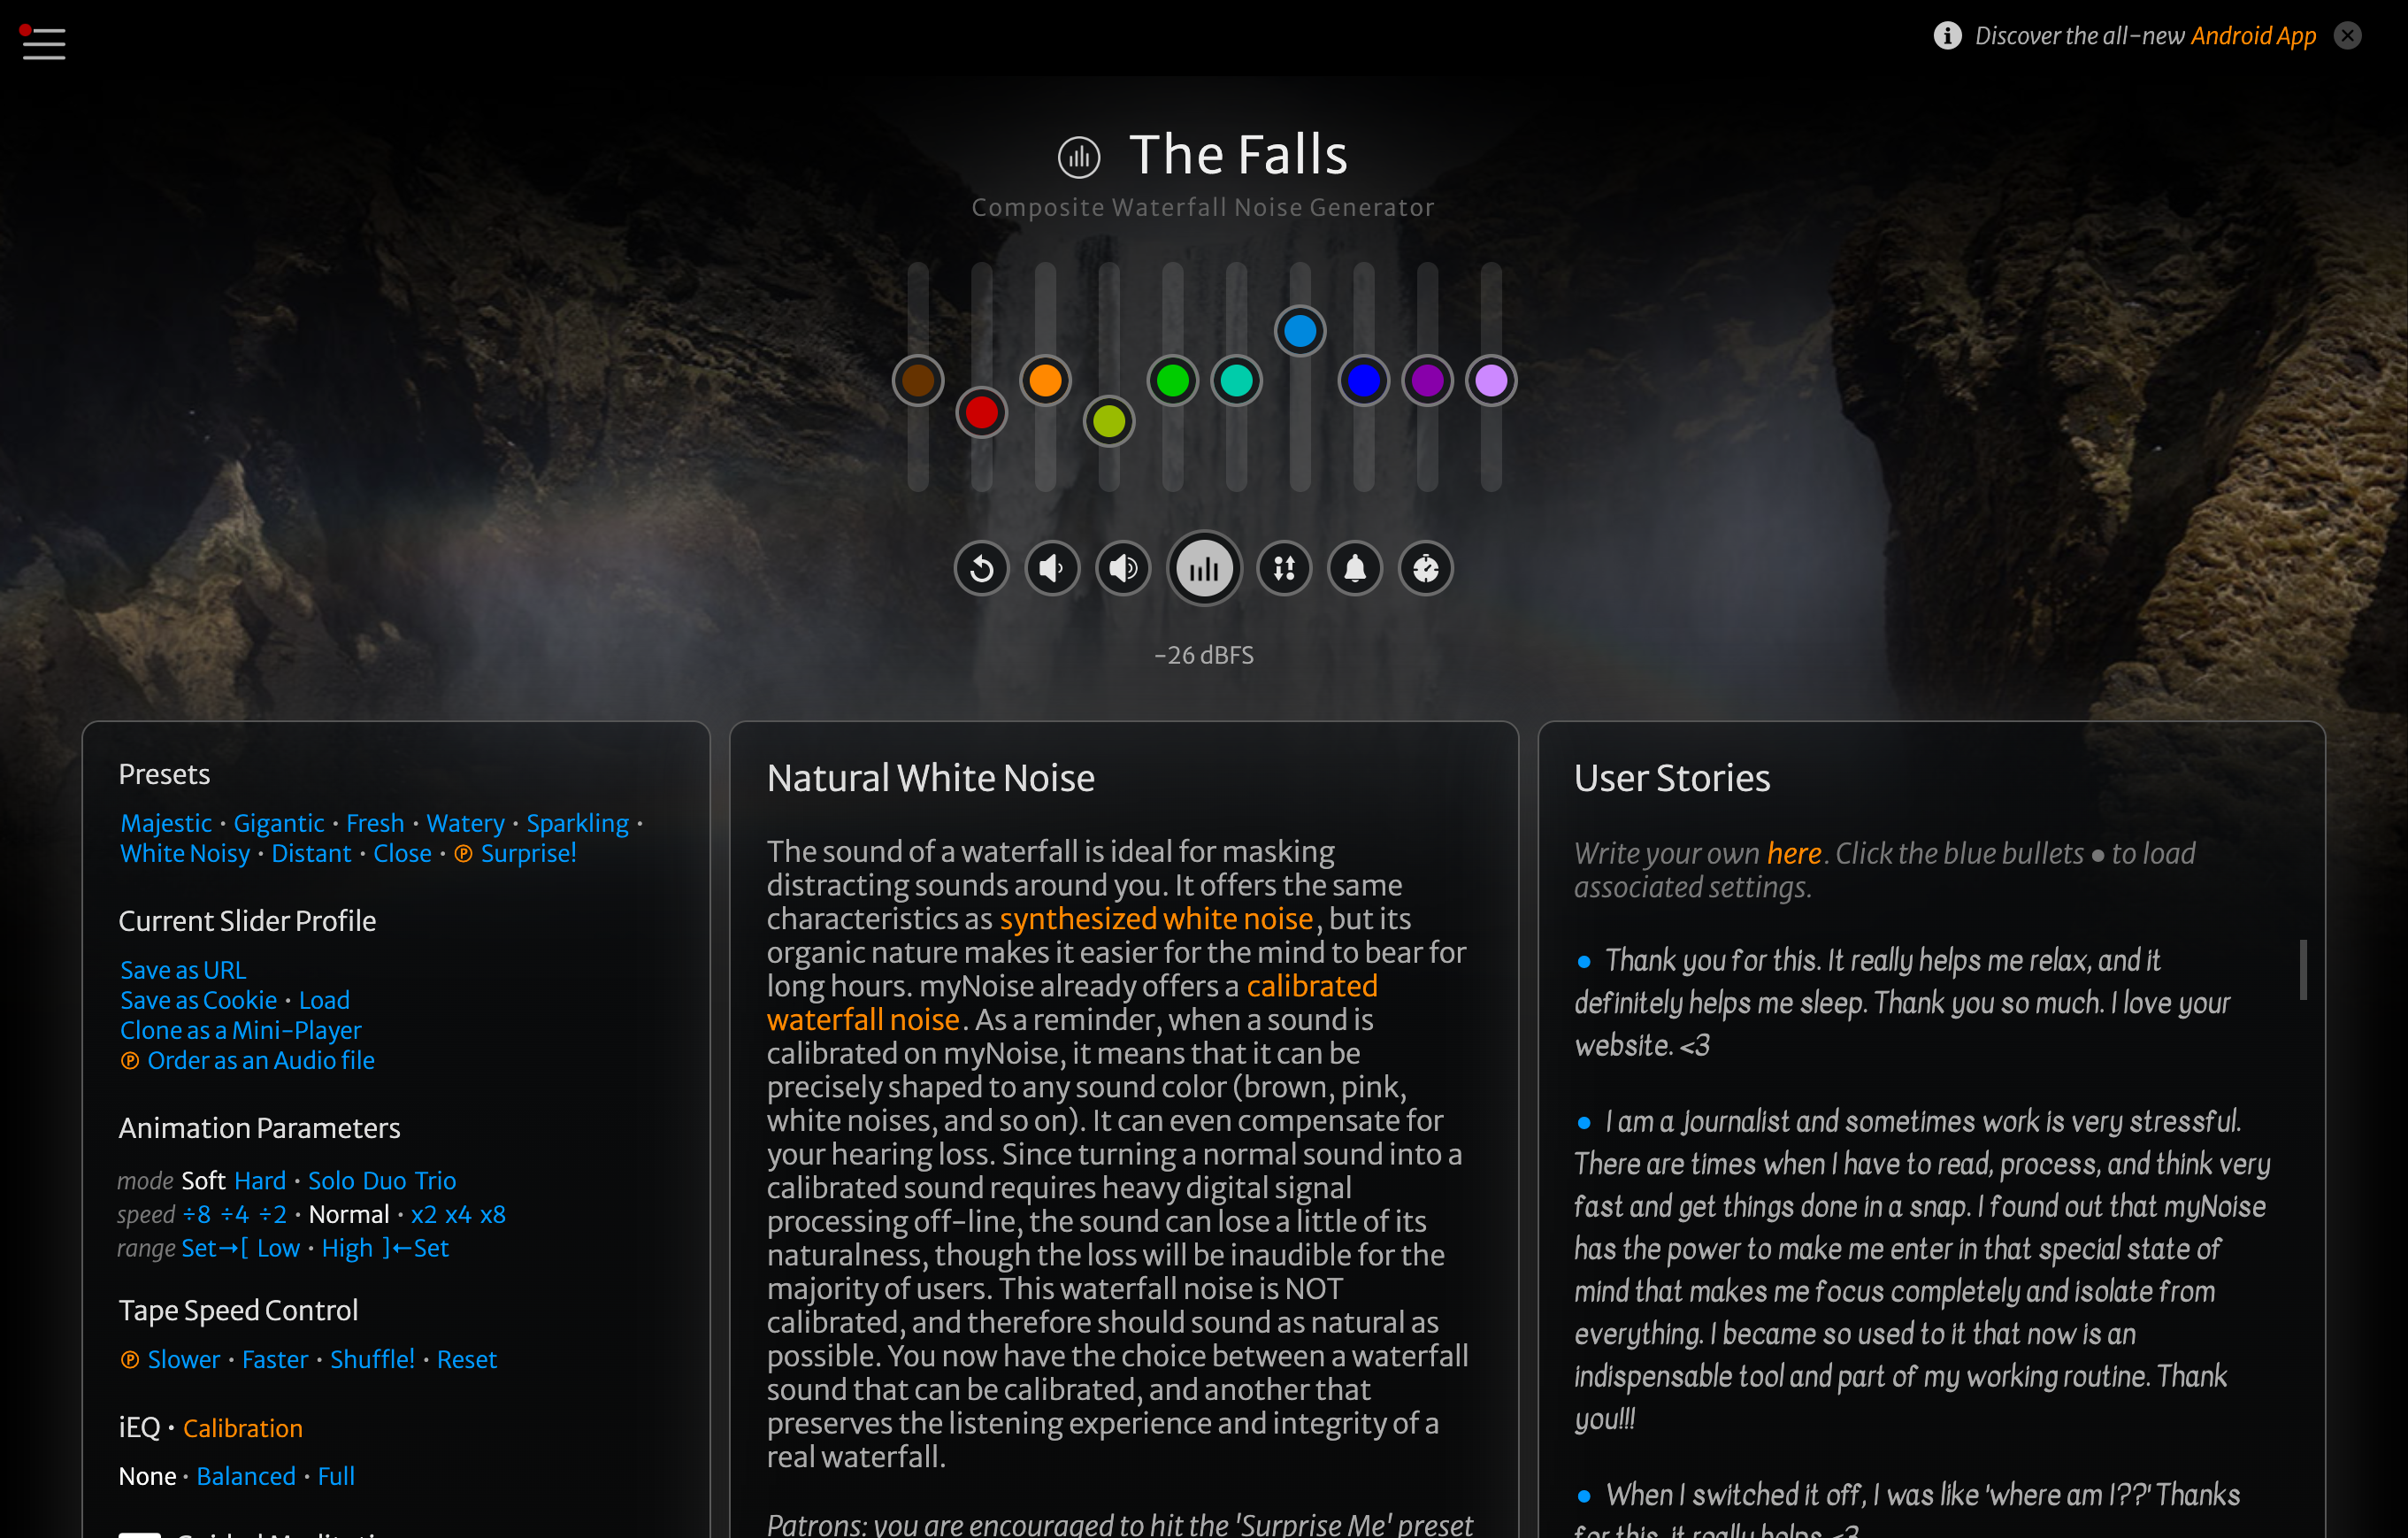 Discover the all-new Android App
The Falls
Composite Waterfall Noise Generator
-26 dBFS
Presets
Majestic • Gigantic • Fresh • Watery • Sparkling •
White Noisy • Distant • Close • Ⓟ Surprise!
Current Slider Profile
Save as URL
Save as Cookie • Load
Clone as a Mini-Player
Ⓟ Order as an Audio file
Animation Parameters
mode Soft Hard • Solo Duo Trio
speed ÷8 ÷4 ÷2 • Normal • x2 x4 x8
range Set→[ Low • High ]←Set
Tape Speed Control
Ⓟ Slower • Faster • Shuffle! • Reset
iEQ • Calibration
None • Balanced • Full
Natural White Noise
The sound of a waterfall is ideal for masking
distracting sounds around you. It offers the same
characteristics as synthesized white noise, but its
organic nature makes it easier for the mind to bear for
long hours. myNoise already offers a calibrated
waterfall noise. As a reminder, when a sound is
calibrated on myNoise, it means that it can be
precisely shaped to any sound color (brown, pink,
white noises, and so on). It can even compensate for
your hearing loss. Since turning a normal sound into a
calibrated sound requires heavy digital signal
processing off-line, the sound can lose a little of its
naturalness, though the loss will be inaudible for the
majority of users. This waterfall noise is NOT
calibrated, and therefore should sound as natural as
possible. You now have the choice between a waterfall
sound that can be calibrated, and another that
preserves the listening experience and integrity of a
real waterfall.
Patrons: you are encouraged to hit the 'Surprise Me' preset
User Stories
Write your own here. Click the blue bullets ● to load
associated settings.
● Thank you for this. It really helps me relax, and it
definitely helps me sleep. Thank you so much. I love your
website. <3
● I am a journalist and sometimes work is very stressful.
There are times when I have to read, process, and think very
fast and get things done in a snap. I found out that myNoise
has the power to make me enter in that special state of
mind that makes me focus completely and isolate from
everything. I became so used to it that now is an
indispensable tool and part of my working routine. Thank
you!!!
● When I switched it off, I was like 'where am I??' Thanks
for this, it really helps <3